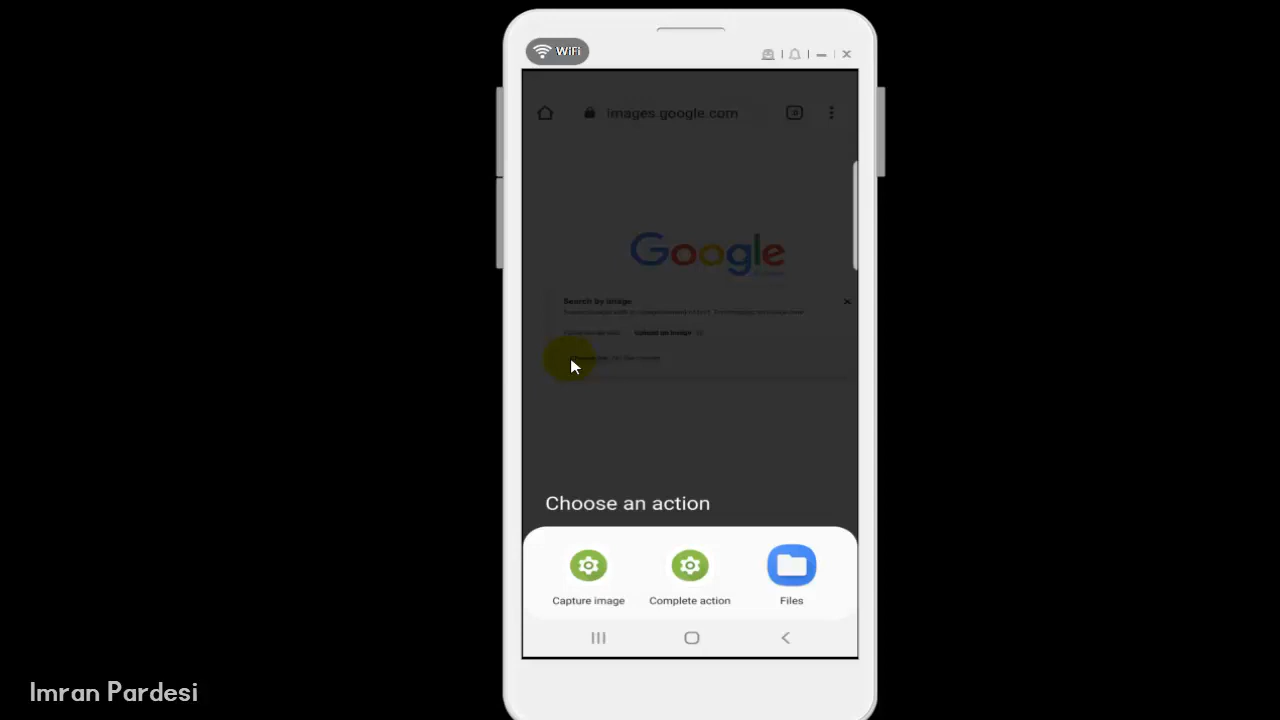 WiFi
images.google.com
Google
Search by image
Upload an image
Choose an action
Capture image
Complete action
Files
Imran Pardesi